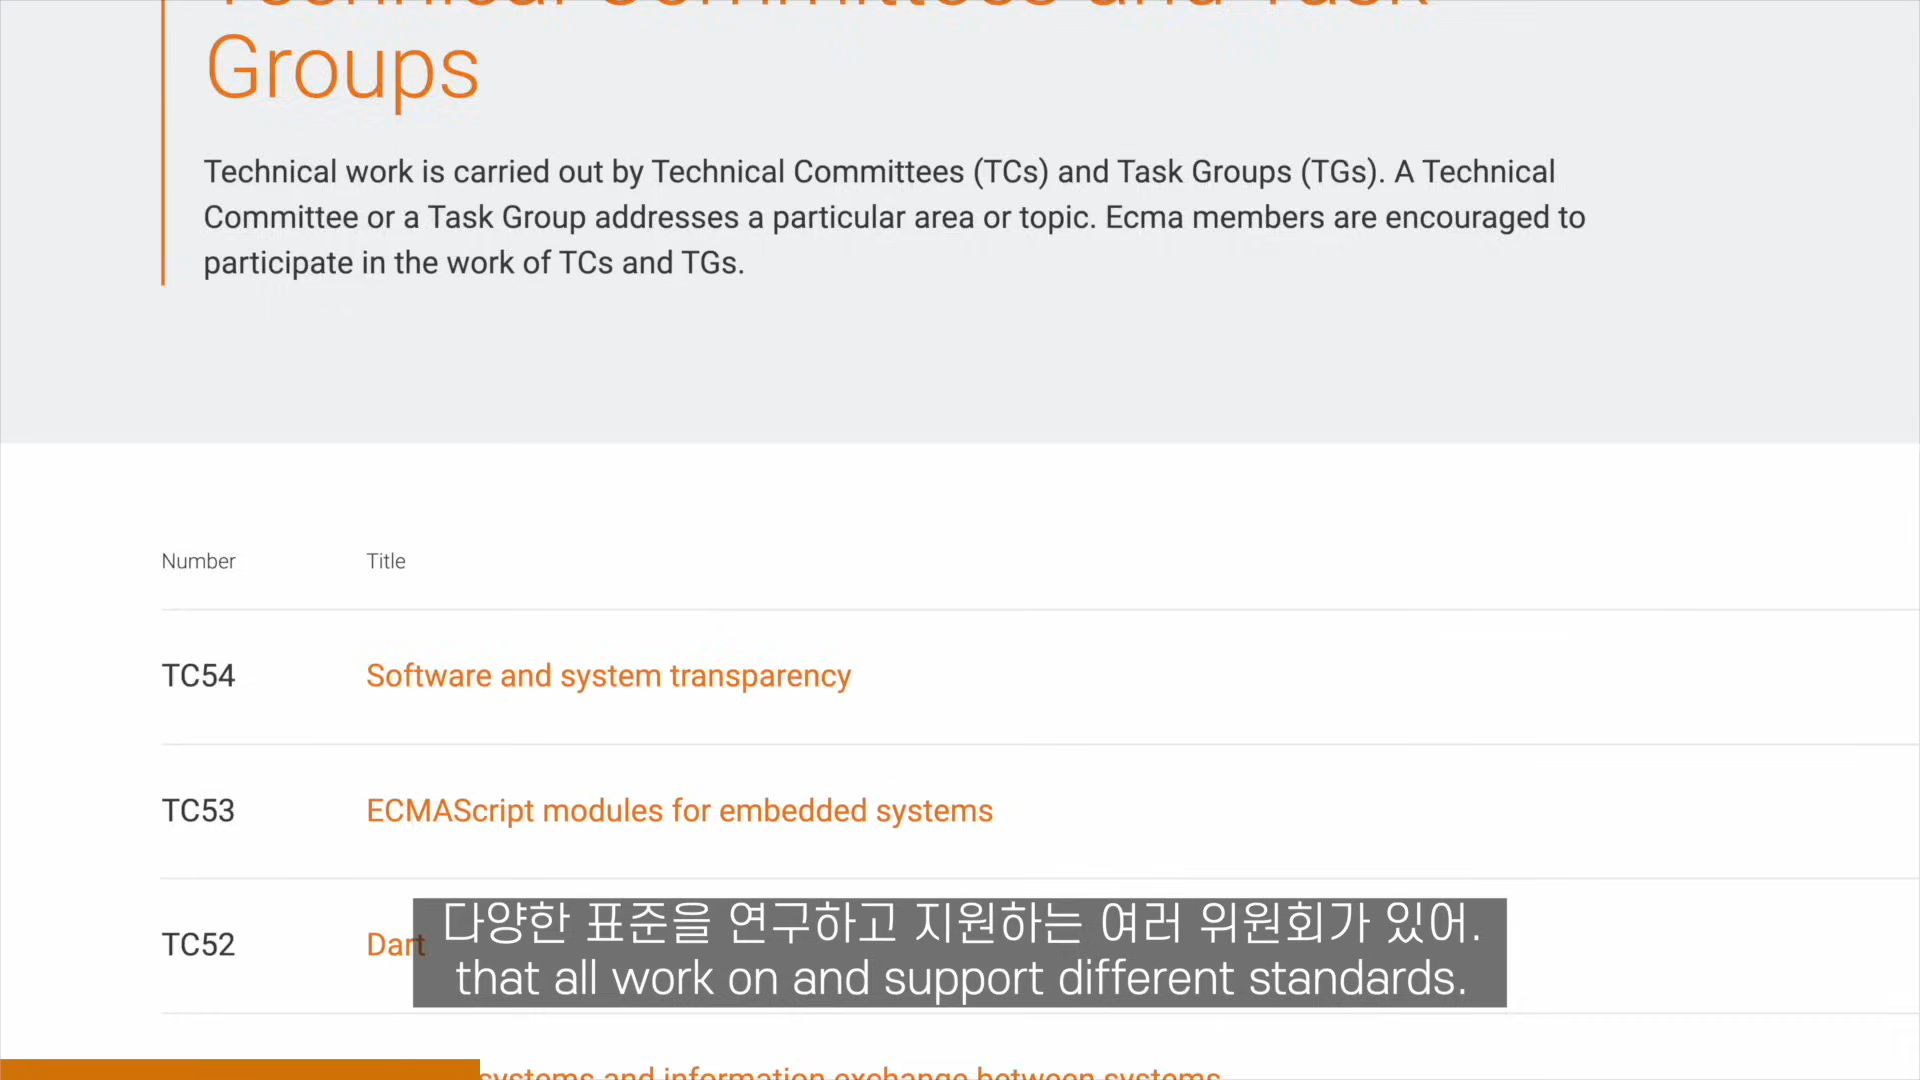 Technical Committees and Task
Groups
Technical work is carried out by Technical Committees (TCs) and Task Groups (TGs). A Technical
Committee or a Task Group addresses a particular area or topic. Ecma members are encouraged to
participate in the work of TCs and TGs.
Number Title
TC54 Software and system transparency
TC53 ECMAScript modules for embedded systems
TC52 Dart
다양한 표준을 연구하고 지원하는 여러 위원회가 있어.
that all work on and support different standards.
systems and information exchange between systems